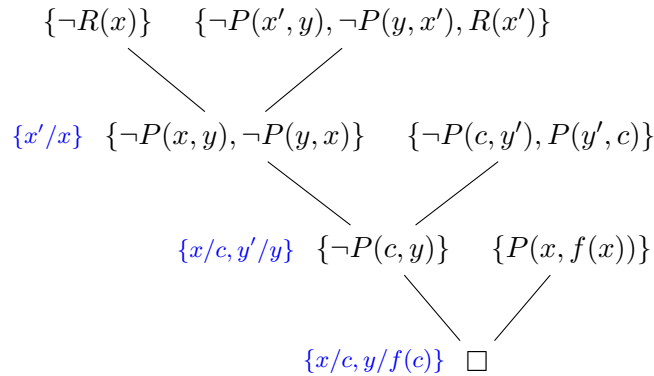 {¬R(x)} {¬P(x′, y), ¬P(y, x′), R(x′)}
{x′/x} {¬P(x, y), ¬P(y, x)} {¬P(c, y′), P(y′, c)}
{x/c, y′/y} {¬P(c, y)} {P(x, f(x))}
{x/c, y/f(c)} □